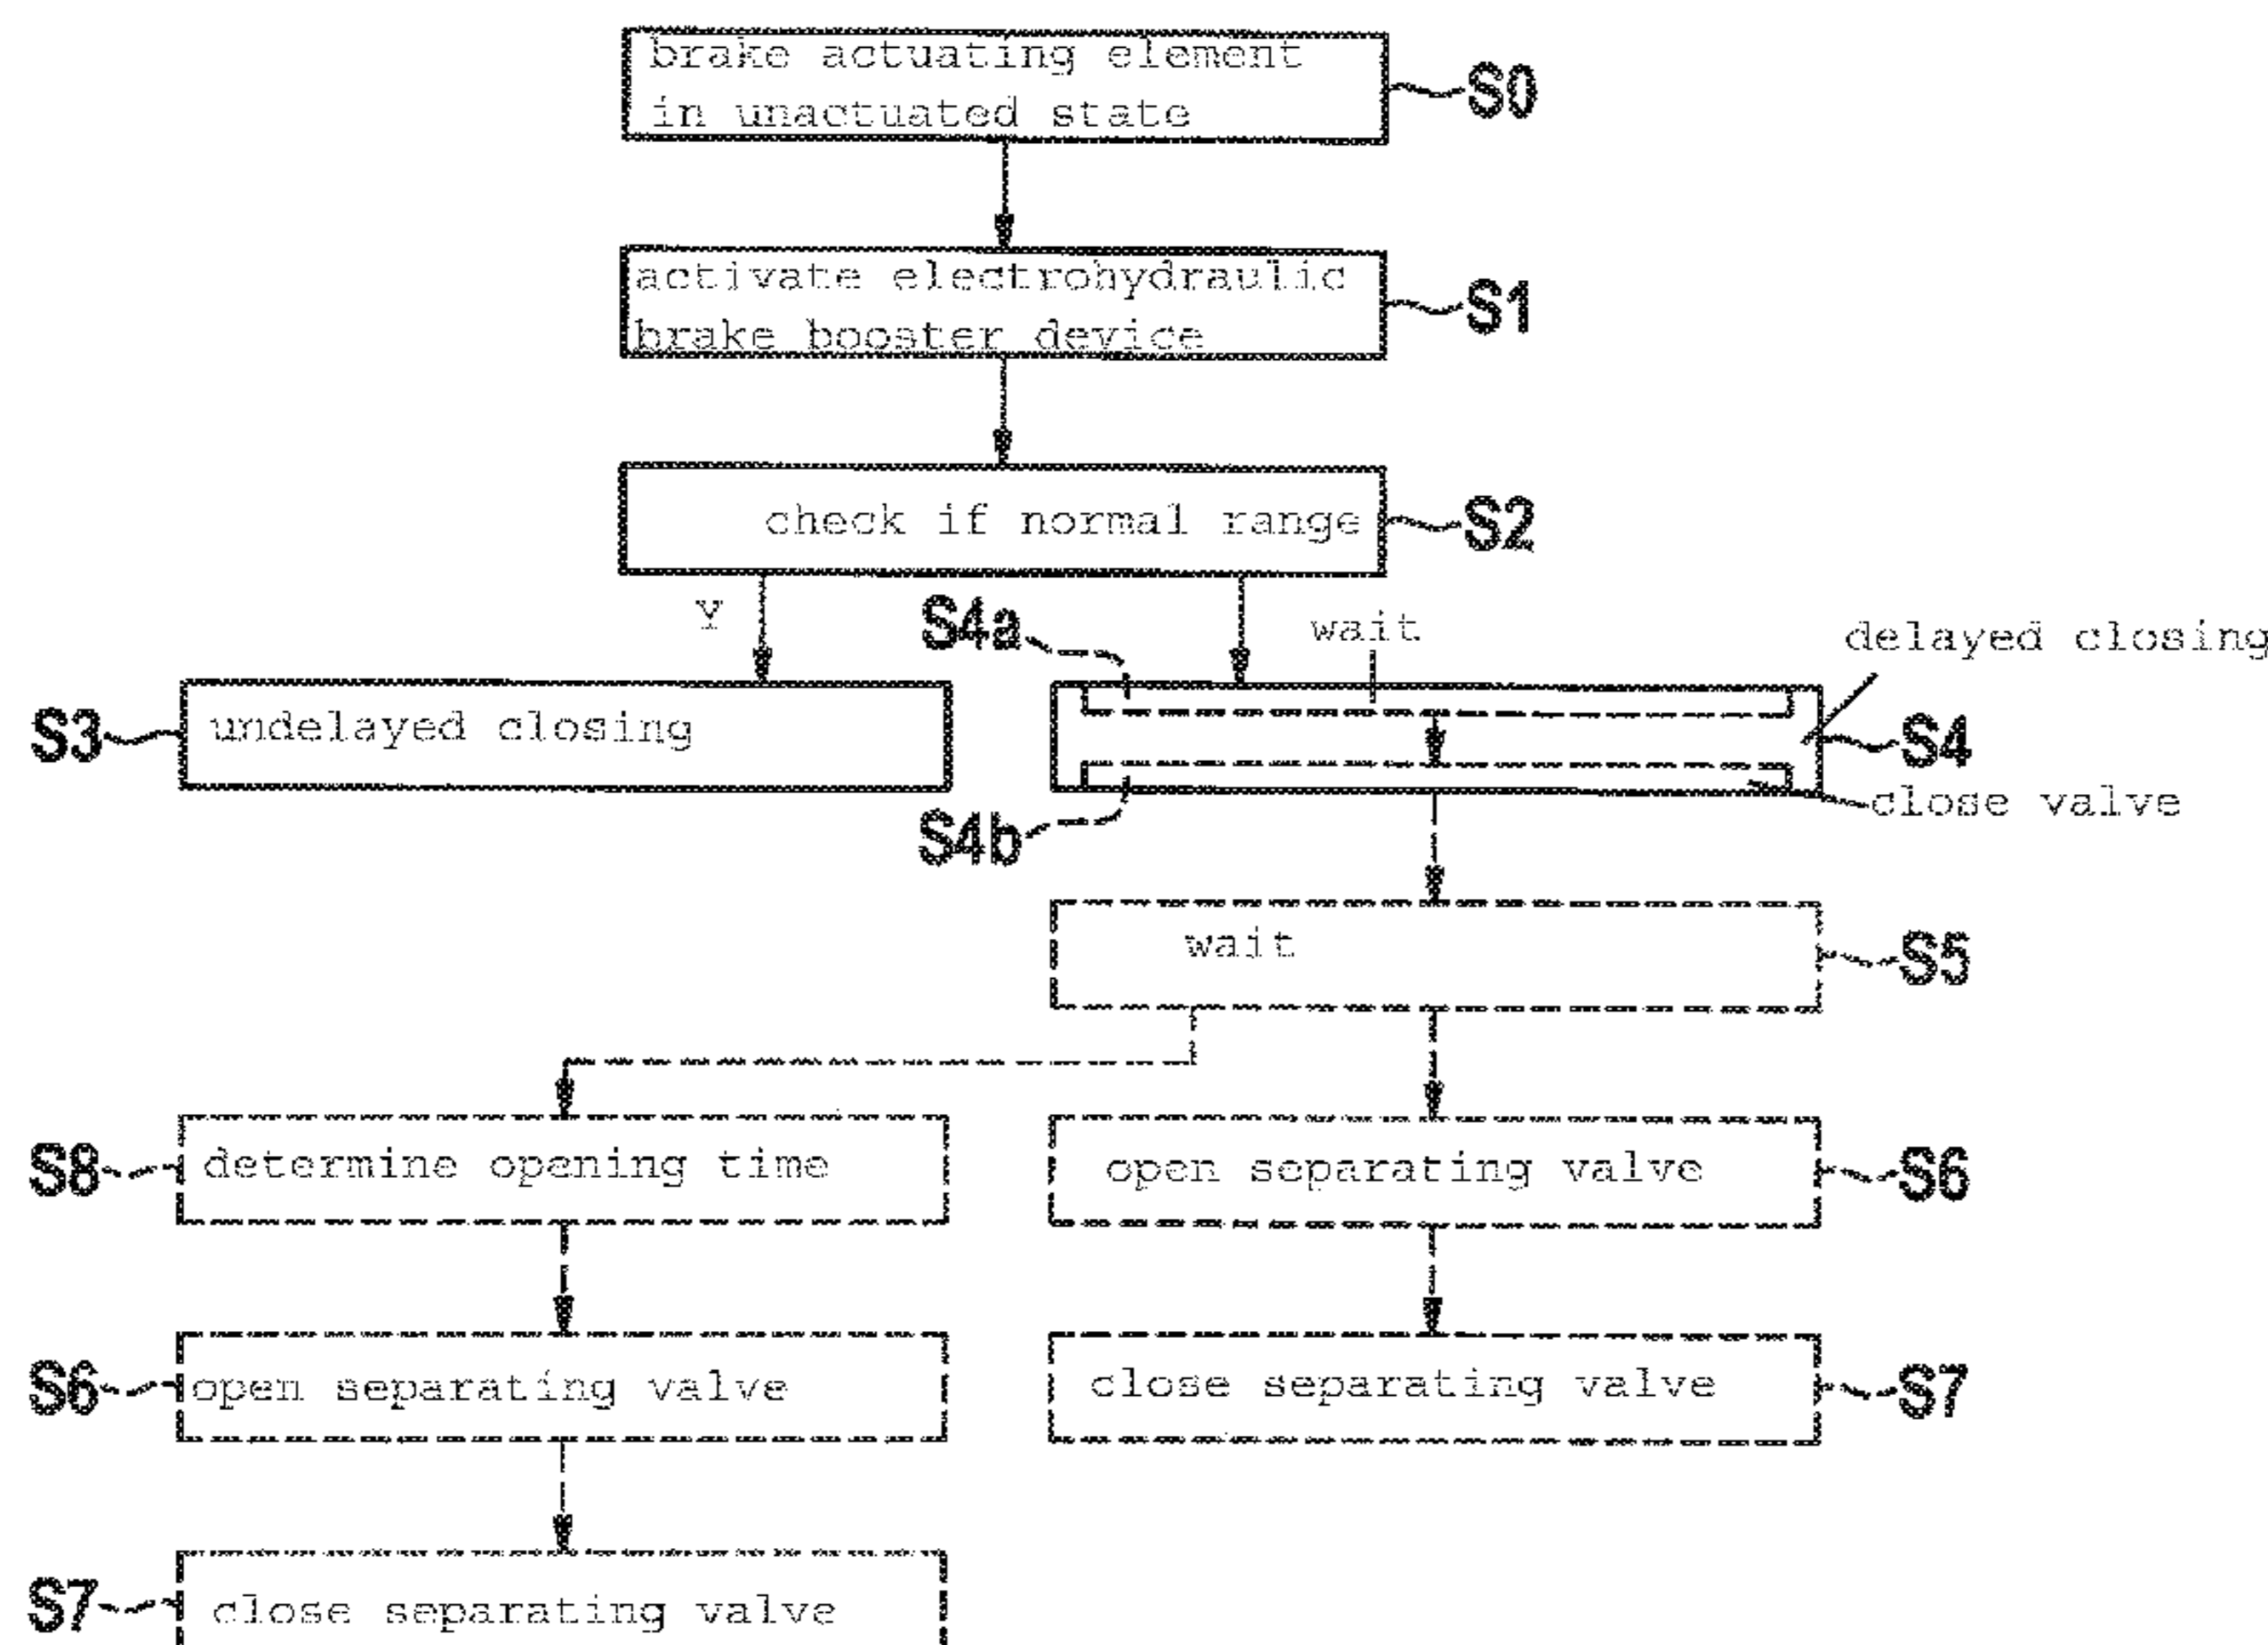 brake actuating element
in unactuated state
S0
activate electrohydraulic
brake booster device
S1
check if normal range
S2
Y
S4a
wait
delayed closing
S3
undelayed closing
S4
S4b
close valve
wait
S5
S8
determine opening time
open separating valve
S6
S6
open separating valve
close separating valve
S7
S7
close separating valve